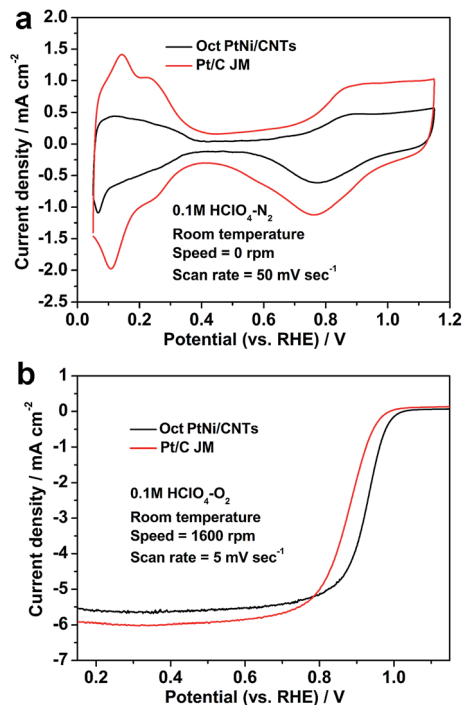 a
1.5
1.0
0.5
0.0
-0.5
-1.0
-1.5
-2.0
-2.5
Current density / mA cm⁻²
Oct PtNi/CNTs
Pt/C JM
0.1M HClO₄-N₂
Room temperature
Speed = 0 rpm
Scan rate = 50 mV sec⁻¹
0.0 0.2 0.4 0.6 0.8 1.0 1.2
Potential (vs. RHE) / V
b
1
0
-1
-2
-3
-4
-5
-6
-7
Current density / mA cm⁻²
Oct PtNi/CNTs
Pt/C JM
0.1M HClO₄-O₂
Room temperature
Speed = 1600 rpm
Scan rate = 5 mV sec⁻¹
0.2 0.4 0.6 0.8 1.0
Potential (vs. RHE) / V